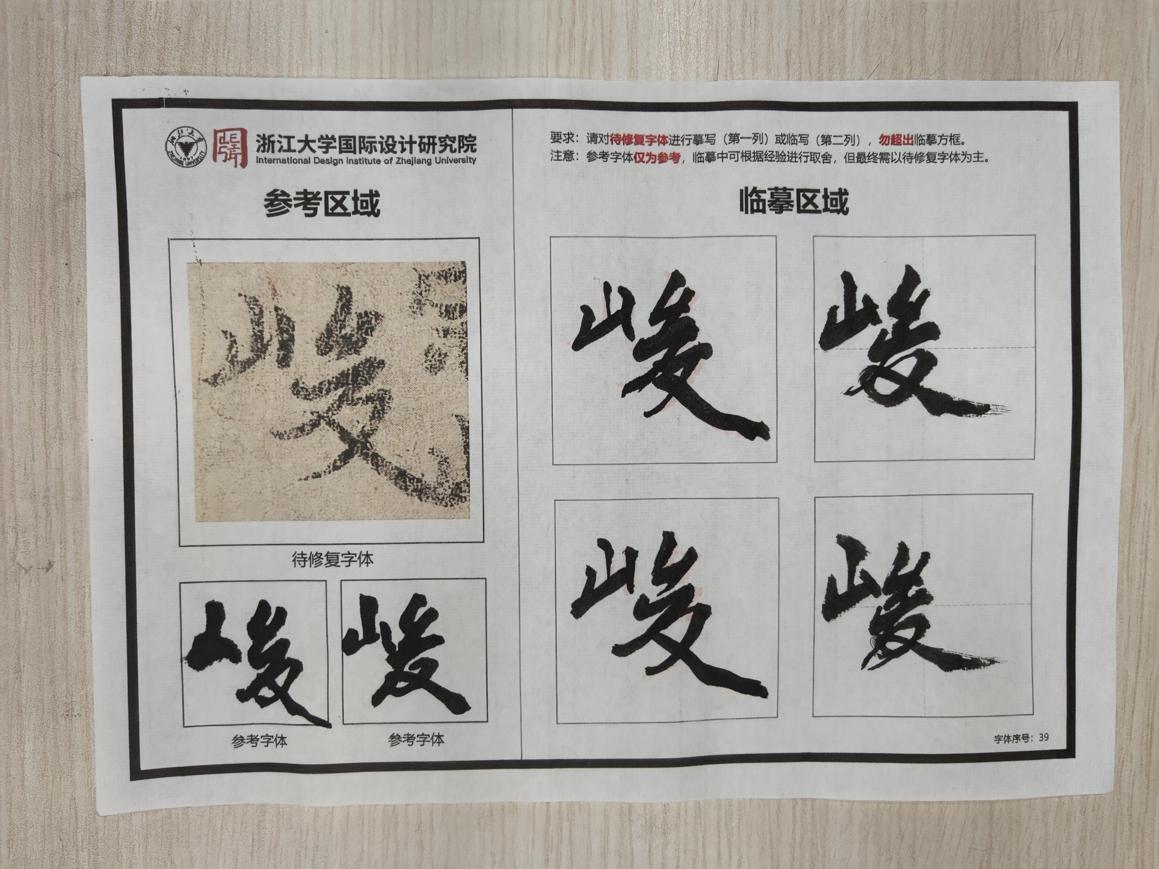 浙江大学国际设计研究院
International Design Institute of Zhejiang University
参考区域
峻
待修复字体
峻
峻
参考字体
参考字体
要求：请对待修复字体进行摹写（第一列）或临写（第二列），勿超出临摹方框。
注意：参考字体仅为参考，临摹中可根据经验进行取舍，但最终需以待修复字体为主。
临摹区域
峻
峻
峻
峻
字体序号：39